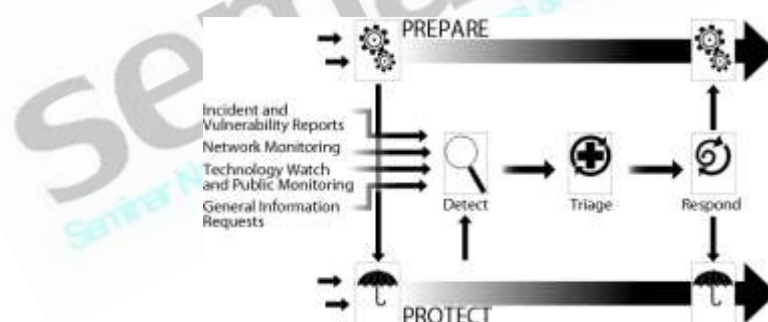 PREPARE
Incident and
Vulnerability Reports
Network Monitoring
Technology Watch
and Public Monitoring
General Information
Requests
Detect
Triage
Respond
PROTECT